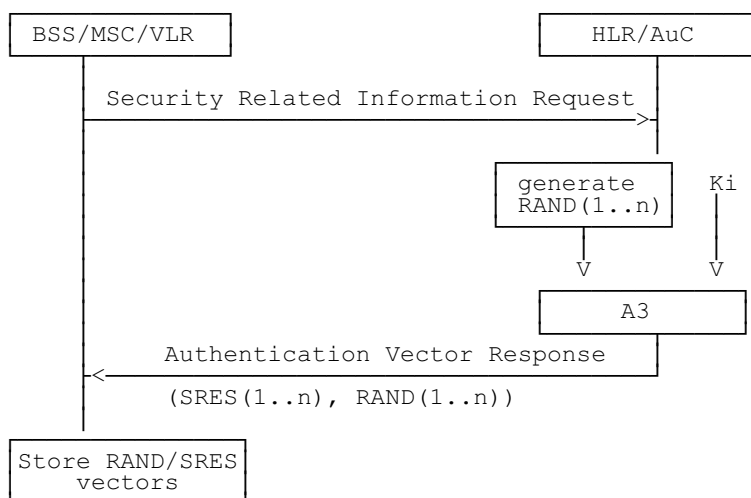 BSS/MSC/VLR
HLR/AuC
Security Related Information Request
generate
RAND(1..n)
Ki
A3
Authentication Vector Response
(SRES(1..n), RAND(1..n))
Store RAND/SRES
vectors